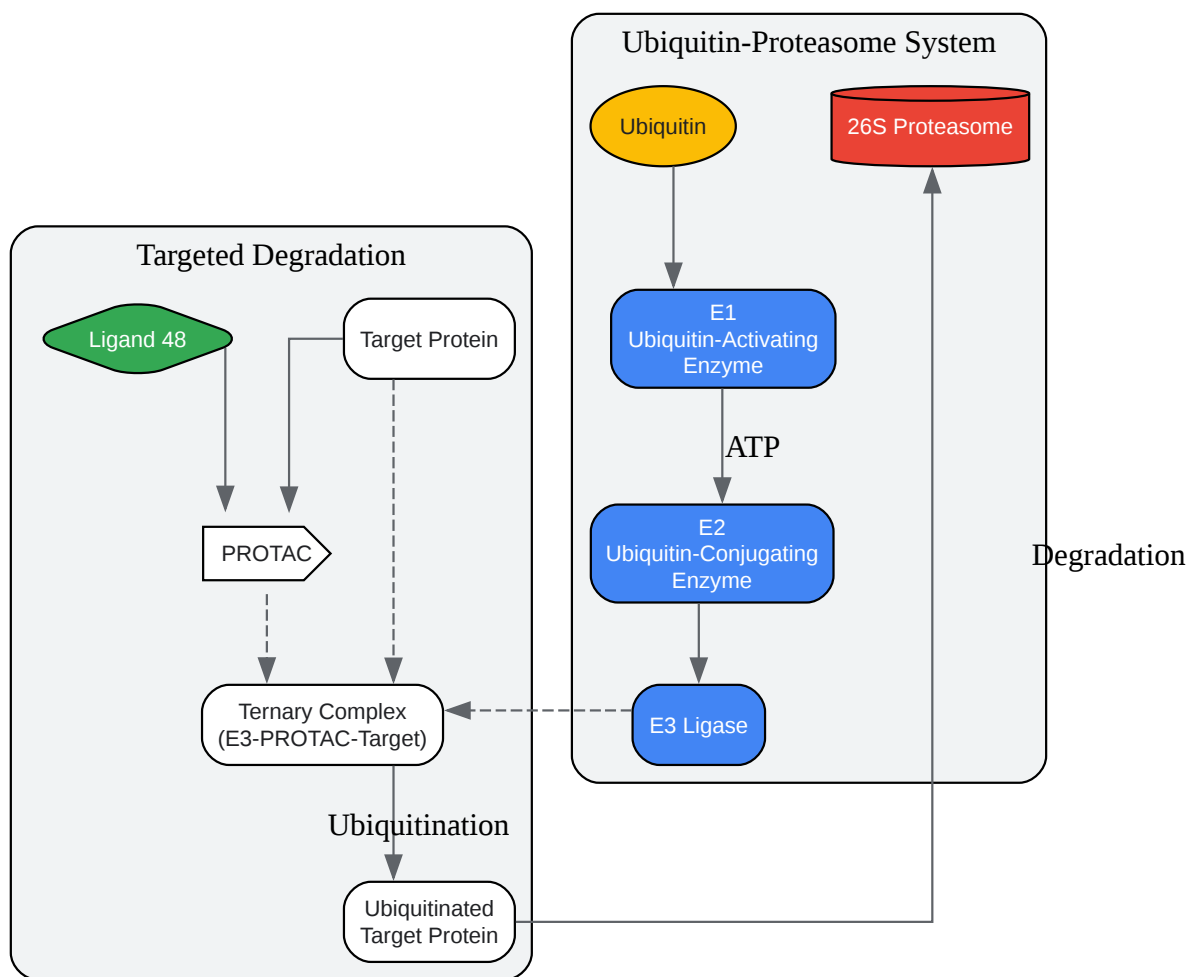 Ubiquitin-Proteasome System
Ubiquitin
26S Proteasome
Targeted Degradation
Ligand 48
Target Protein
E1
Ubiquitin-Activating
Enzyme
ATP
PROTAC
E2
Ubiquitin-Conjugating
Enzyme
Degradation
Ternary Complex
(E3-PROTAC-Target)
E3 Ligase
Ubiquitination
Ubiquitinated
Target Protein